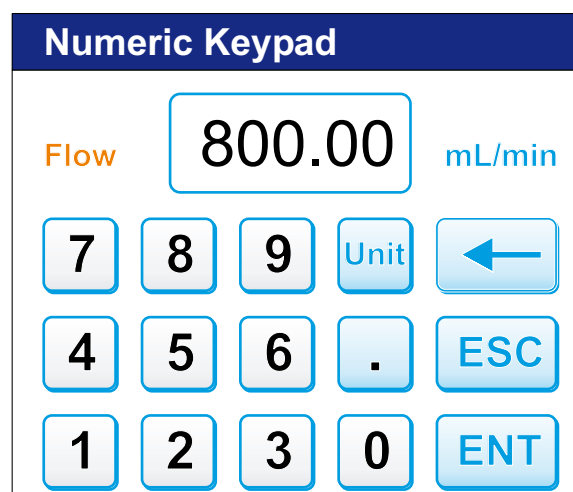 Numeric Keypad
Flow 800.00 mL/min
7 8 9 Unit
4 5 6 . ESC
1 2 3 0 ENT